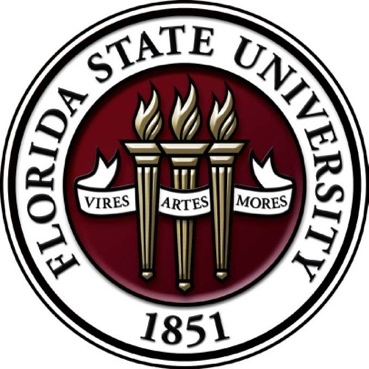 FLORIDA STATE UNIVERSITY
VIRES ARTES MORES
1851